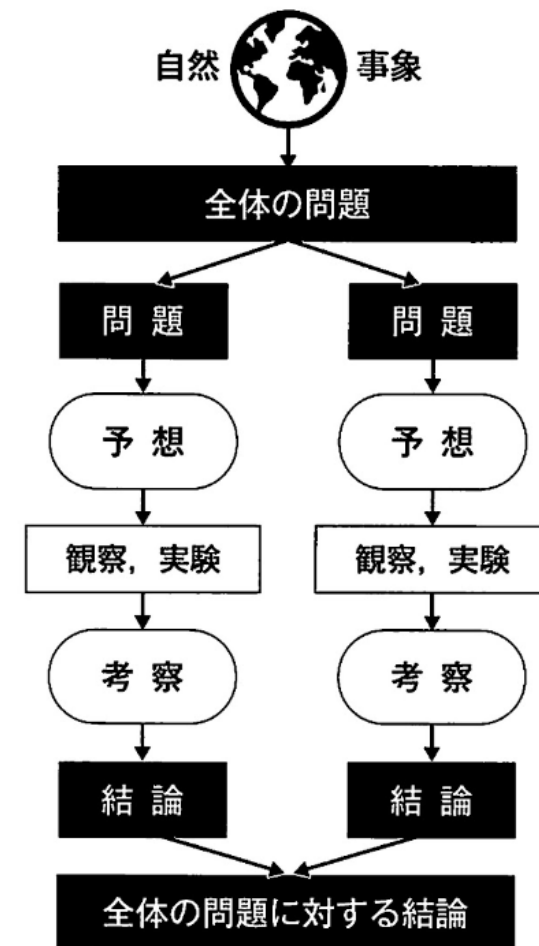 自然 事象
全体の問題
問題 問題
予想 予想
観察，実験 観察，実験
考察 考察
結論 結論
全体の問題に対する結論